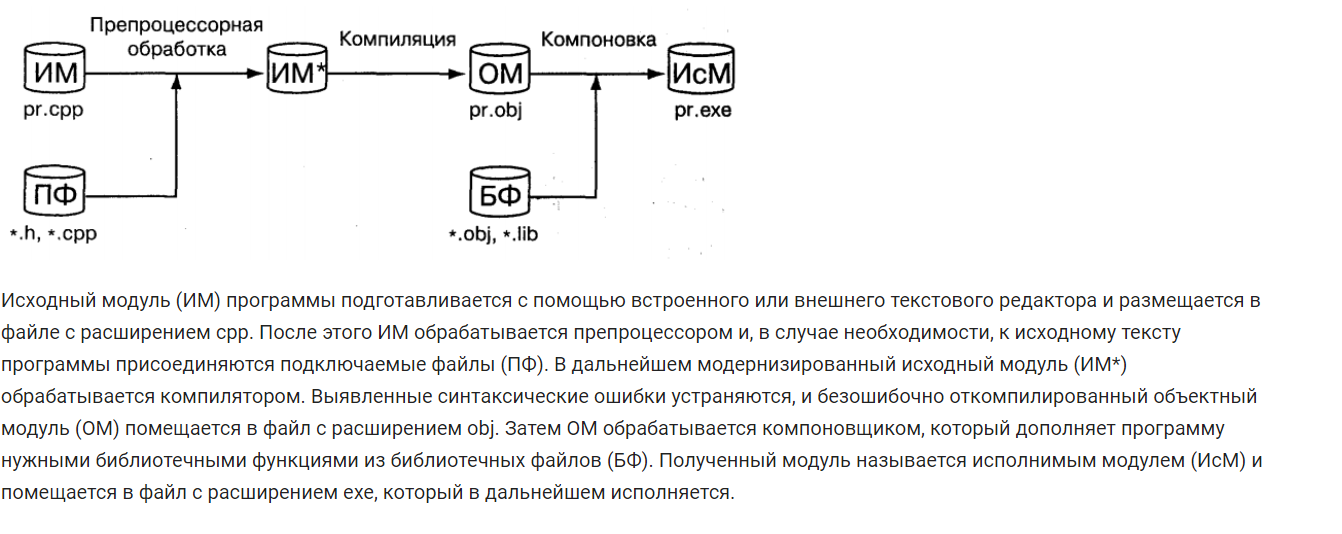 Препроцессорная
обработка
Компиляция
Компоновка
ИМ
ИМ*
ОМ
ИсМ
pr.cpp
pr.obj
pr.exe
ПФ
БФ
*.h, *.cpp
*.obj, *.lib
Исходный модуль (ИМ) программы подготавливается с помощью встроенного или внешнего текстового редактора и размещается в
файле с расширением cpp. После этого ИМ обрабатывается препроцессором и, в случае необходимости, к исходному тексту
программы присоединяются подключаемые файлы (ПФ). В дальнейшем модернизированный исходный модуль (ИМ*)
обрабатывается компилятором. Выявленные синтаксические ошибки устраняются, и безошибочно откомпилированный объектный
модуль (ОМ) помещается в файл с расширением obj. Затем ОМ обрабатывается компоновщиком, который дополняет программу
нужными библиотечными функциями из библиотечных файлов (БФ). Полученный модуль называется исполнимым модулем (ИсМ) и
помещается в файл с расширением exe, который в дальнейшем исполняется.